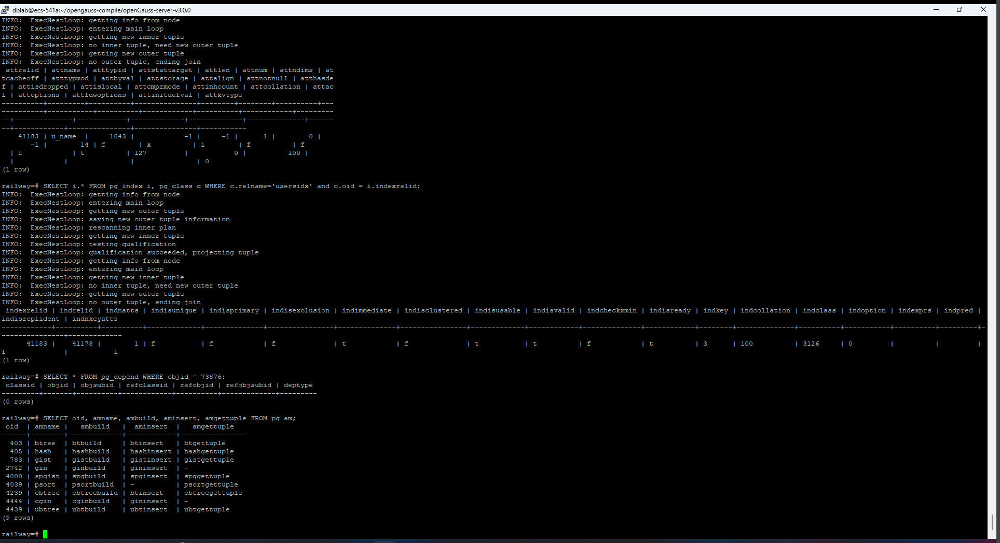 dblab@ecs-541a:~/opengauss-compile/openGauss-server-v3.0.0
INFO:  ExecNestLoop: getting info from node
INFO:  ExecNestLoop: entering main loop
INFO:  ExecNestLoop: getting new inner tuple
INFO:  ExecNestLoop: no inner tuple, need new outer tuple
INFO:  ExecNestLoop: getting new outer tuple
INFO:  ExecNestLoop: no outer tuple, ending join
 attrelid | attname | atttypid | attstattarget | attlen | attnum | attndims | at
tcacheoff | atttypmod | attbyval | attstorage | attalign | attnotnull | atthasde
f | attisdropped | attislocal | attcmprmode | attinhcount | attcollation | attac
l | attoptions | attfdwoptions | attinitdefval | attkvtype
----------+---------+----------+---------------+--------+--------+----------+---
----------+-----------+----------+------------+----------+------------+---------
--+--------------+------------+-------------+-------------+--------------+------
--+------------+---------------+---------------+-----------
    41183 | u_name  |     1043 |            -1 |     -1 |      1 |        0 |
       -1 |        14 | f        | x          | i        | f          | f
  | f            | t          | 127         |           0 |          100 |
  |            |               |               | 0
(1 row)
railway=# SELECT i.* FROM pg_index i, pg_class c WHERE c.relname='usersidx' and c.oid = i.indexrelid;
INFO:  ExecNestLoop: getting info from node
INFO:  ExecNestLoop: entering main loop
INFO:  ExecNestLoop: getting new outer tuple
INFO:  ExecNestLoop: saving new outer tuple information
INFO:  ExecNestLoop: rescanning inner plan
INFO:  ExecNestLoop: getting new inner tuple
INFO:  ExecNestLoop: testing qualification
INFO:  ExecNestLoop: qualification succeeded, projecting tuple
INFO:  ExecNestLoop: getting info from node
INFO:  ExecNestLoop: entering main loop
INFO:  ExecNestLoop: getting new inner tuple
INFO:  ExecNestLoop: no inner tuple, need new outer tuple
INFO:  ExecNestLoop: getting new outer tuple
INFO:  ExecNestLoop: no outer tuple, ending join
 indexrelid | indrelid | indnatts | indisunique | indisprimary | indisexclusion | indimmediate | indisclustered | indisusable | indisvalid | indcheckxmin | indisready | indkey | indcollation | indclass | indoption | indexprs | indpred |
indisreplident | indnkeyatts
------------+----------+----------+-------------+--------------+----------------+--------------+----------------+-------------+------------+--------------+------------+--------+--------------+----------+-----------+----------+---------+-
---------------+-------------
      41183 |    41178 |        1 | f           | f            | f              | t            | f              | t           | t          | f            | t          | 3      | 100          | 3126     | 0         |          |         |
f              |           1
(1 row)
railway=# SELECT * FROM pg_depend WHERE objid = 73876;
 classid | objid | objsubid | refclassid | refobjid | refobjsubid | deptype
---------+-------+----------+------------+----------+-------------+---------
(0 rows)
railway=# SELECT oid, amname, ambuild, aminsert, amgettuple FROM pg_am;
 oid  | amname |   ambuild   |  aminsert  |   amgettuple
------+--------+-------------+------------+----------------
  403 | btree  | btbuild     | btinsert   | btgettuple
  405 | hash   | hashbuild   | hashinsert | hashgettuple
  783 | gist   | gistbuild   | gistinsert | gistgettuple
 2742 | gin    | ginbuild    | gininsert  | -
 4000 | spgist | spgbuild    | spginsert  | spggettuple
 4039 | psort  | psortbuild  | -          | psortgettuple
 4239 | cbtree | cbtreebuild | btinsert   | cbtreegettuple
 4444 | cgin   | cginbuild   | gininsert  | -
 4439 | ubtree | ubtbuild    | ubtinsert  | ubtgettuple
(9 rows)
railway=#